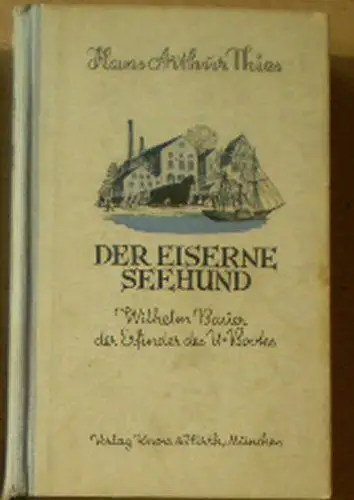 Hans Arthur Thies
DER EISERNE
SEEHUND
Wilhelm Bauer
der Erfinder des U-Bootes
Verlag Knorr & Hirth, München